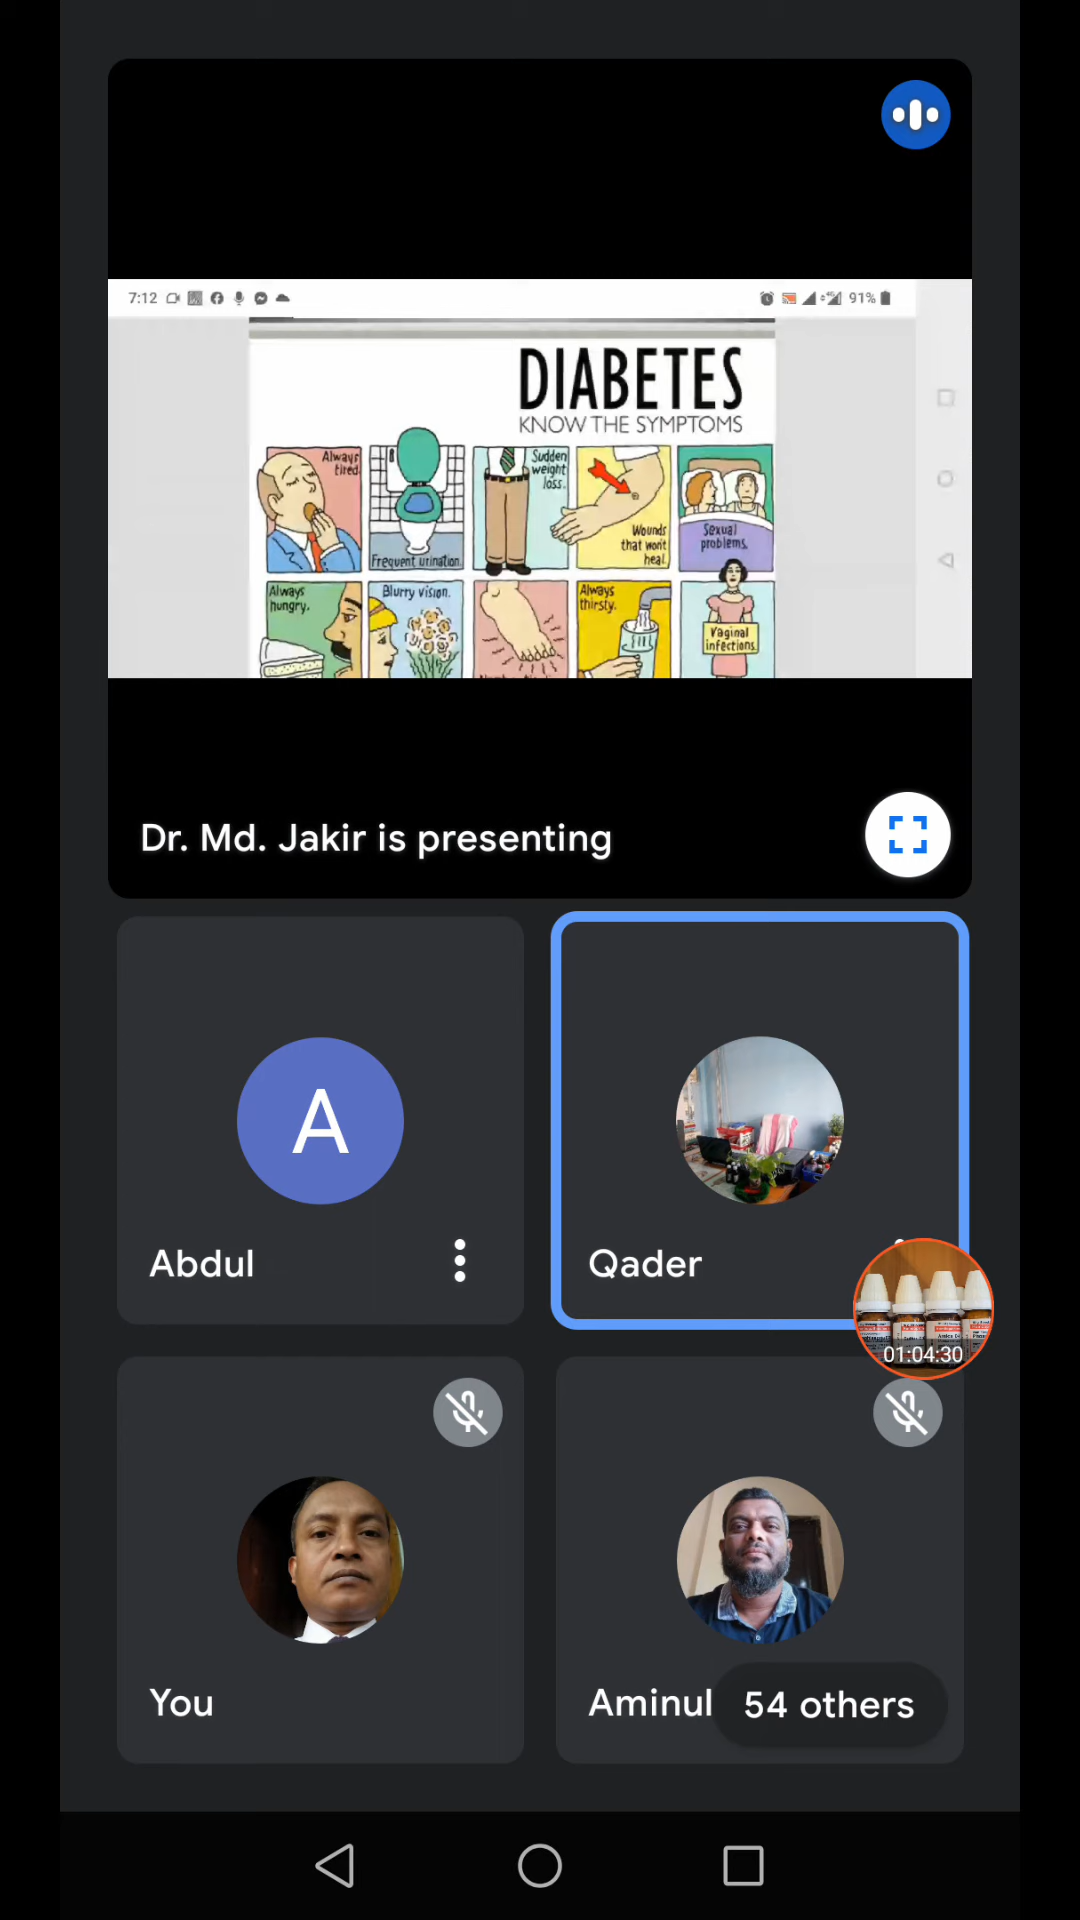 7:12
91%
DIABETES
KNOW THE SYMPTOMS
Always
tired.
Frequent urination.
Sudden
weight
loss.
Wounds
that won't
heal.
Sexual
problems.
Always
hungry.
Blurry vision.
Always
thirsty.
Vaginal
infections.
Dr. Md. Jakir is presenting
A
Abdul
Qader
01:04:30
You
Aminul
54 others